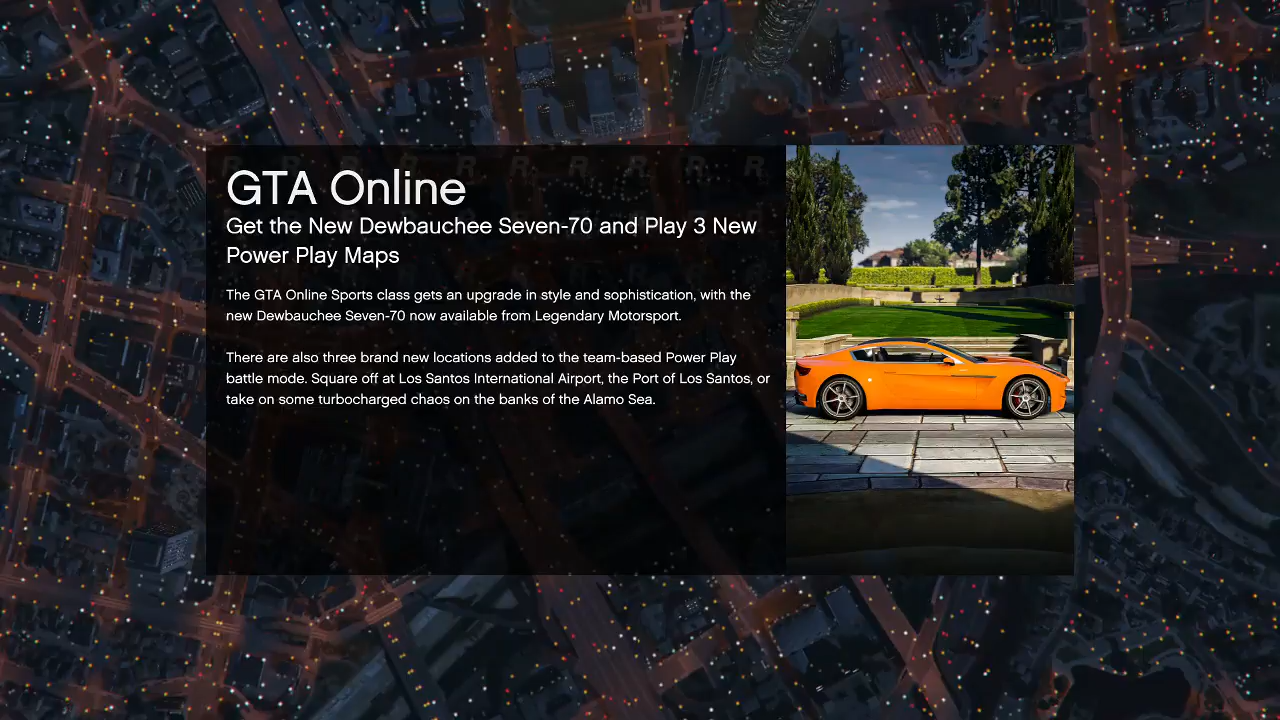 GTA Online
Get the New Dewbauchee Seven-70 and Play 3 New
Power Play Maps
The GTA Online Sports class gets an upgrade in style and sophistication, with the
new Dewbauchee Seven-70 now available from Legendary Motorsport.
There are also three brand new locations added to the team-based Power Play
battle mode. Square off at Los Santos International Airport, the Port of Los Santos, or
take on some turbocharged chaos on the banks of the Alamo Sea.